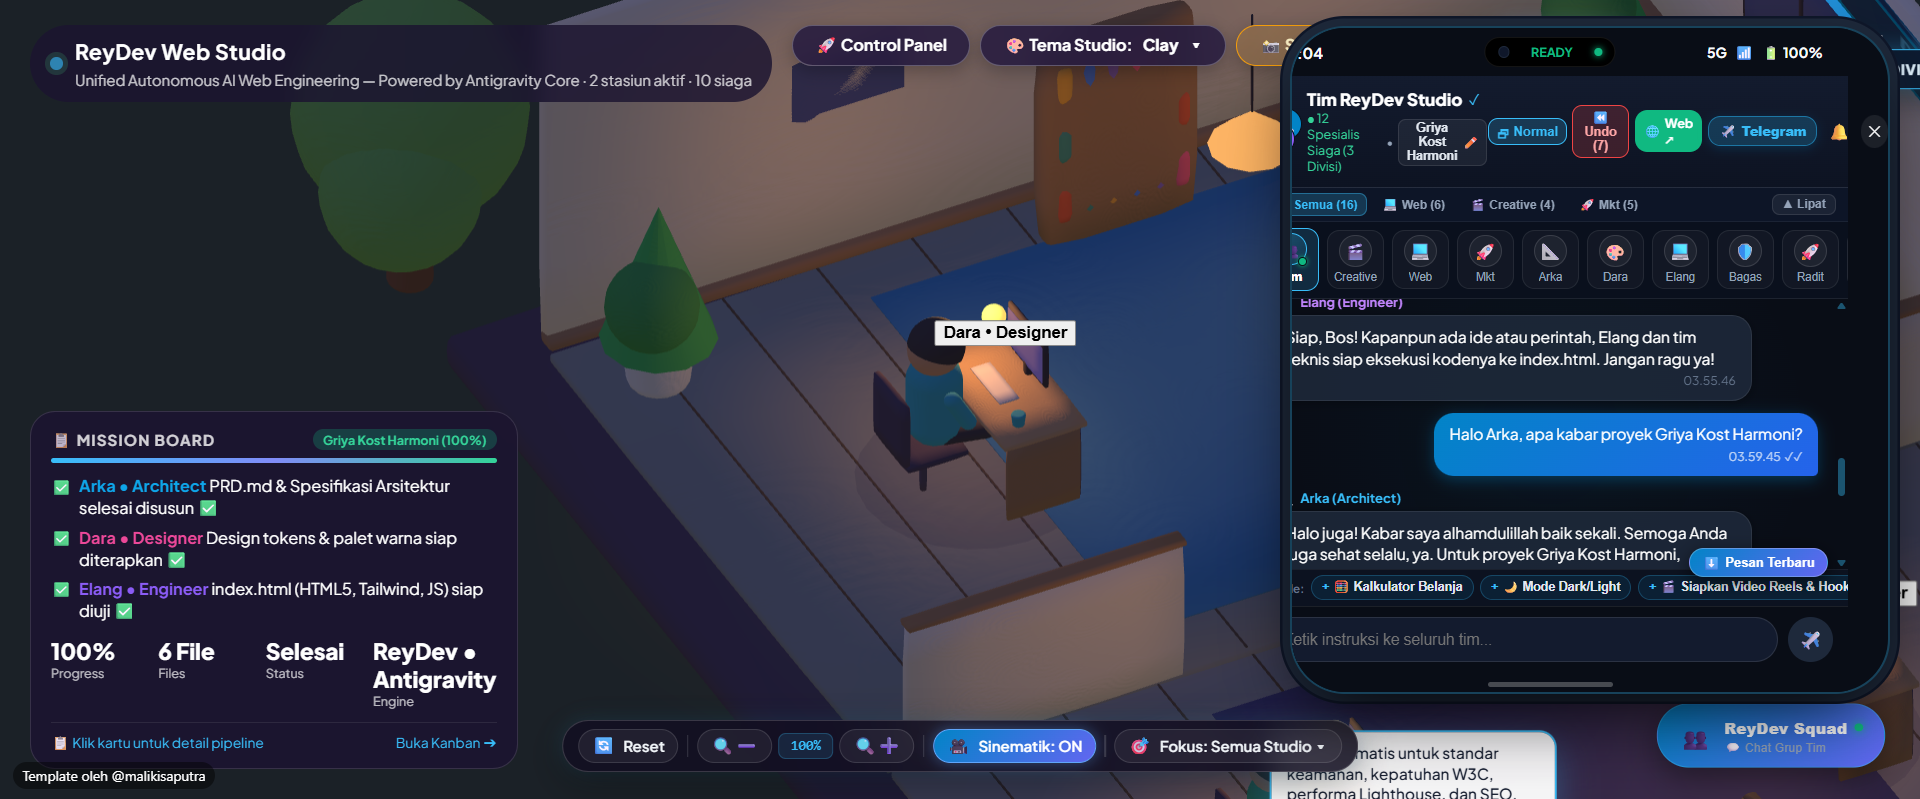 ReyDev Web Studio
Unified Autonomous AI Web Engineering — Powered by Antigravity Core · 2 stasiun aktif · 10 siaga
Control Panel
Tema Studio: Clay
Dara • Designer
MISSION BOARD
Griya Kost Harmoni (100%)
Arka • Architect PRD.md & Spesifikasi Arsitektur
selesai disusun
Dara • Designer Design tokens & palet warna siap
diterapkan
Elang • Engineer index.html (HTML5, Tailwind, JS) siap
diuji
100%
Progress
6 File
Files
Selesai
Status
ReyDev •
Antigravity
Engine
Klik kartu untuk detail pipeline
Buka Kanban →
Template oleh @malikisaputra
Reset
100%
Sinematik: ON
Fokus: Semua Studio
:04
READY
5G
100%
Tim ReyDev Studio ✓
● 12
Spesialis
Siaga (3
Divisi)
•
Griya
Kost
Harmoni
Normal
Undo
(7)
Web
↗
Telegram
Semua (16)
Web (6)
Creative (4)
Mkt (5)
▲ Lipat
Creative
Web
Mkt
Arka
Dara
Elang
Bagas
Radit
Elang (Engineer)
Siap, Bos! Kapanpun ada ide atau perintah, Elang dan tim
eknis siap eksekusi kodenya ke index.html. Jangan ragu ya!
03.55.46
Halo Arka, apa kabar proyek Griya Kost Harmoni?
03.59.45 ✓✓
Arka (Architect)
Halo juga! Kabar saya alhamdulillah baik sekali. Semoga Anda
uga sehat selalu, ya. Untuk proyek Griya Kost Harmoni,
Pesan Terbaru
+ Kalkulator Belanja
+ Mode Dark/Light
+ Siapkan Video Reels & Hook
Ketik instruksi ke seluruh tim...
ReyDev Squad
Chat Grup Tim
matis untuk standar
keamanan, kepatuhan W3C,
performa Lighthouse, dan SEO.